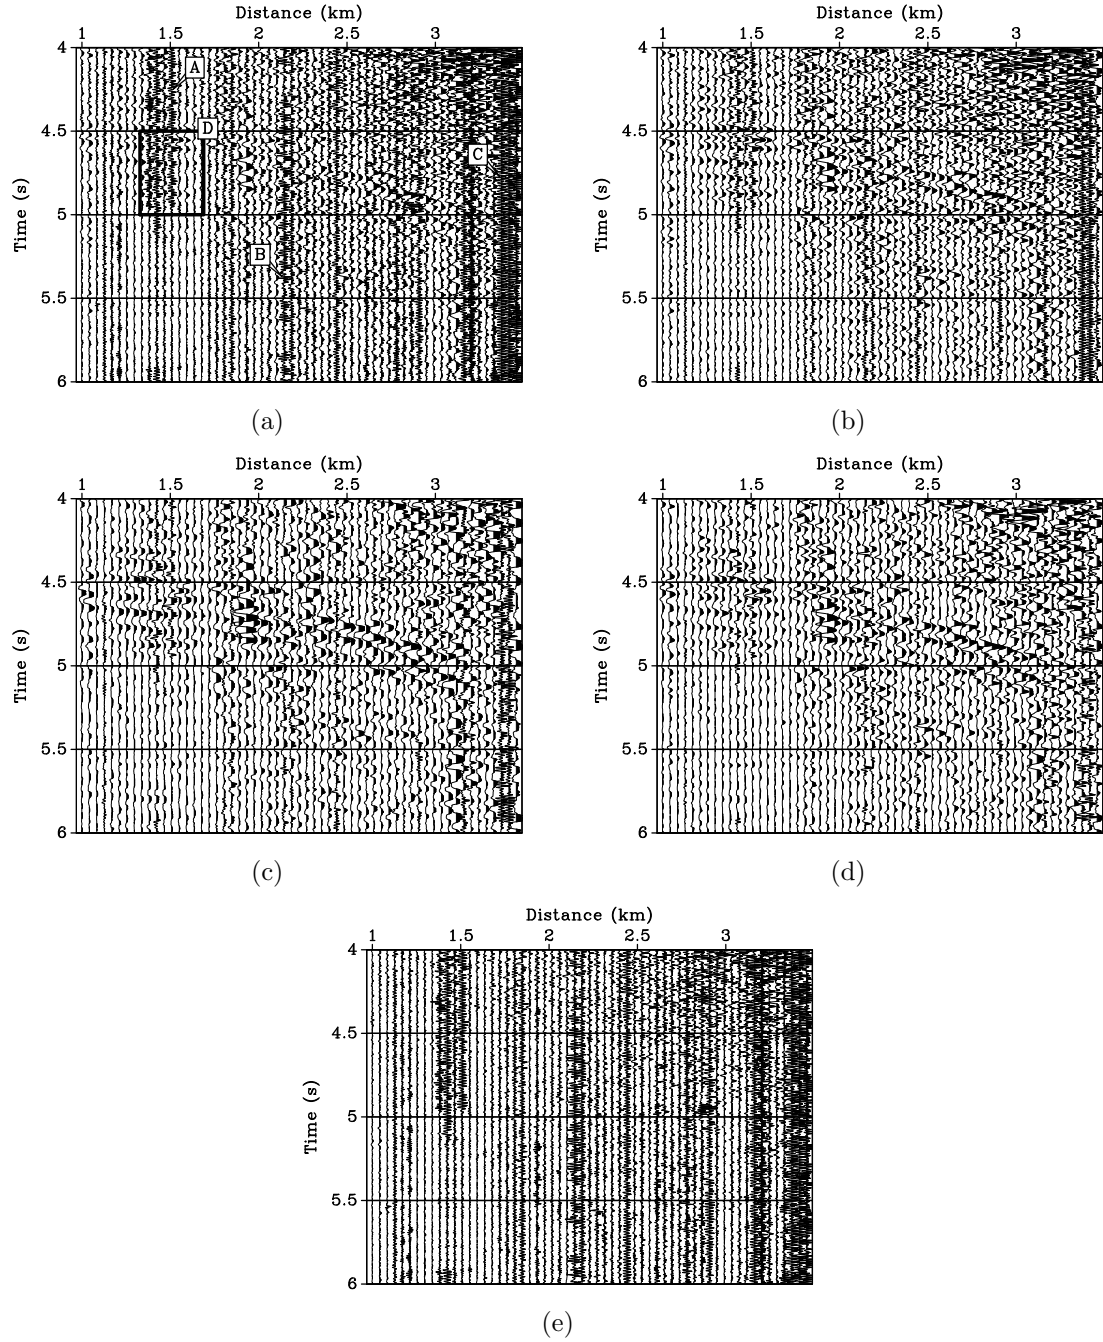 Distance (km) Distance (km)
1 1.5 2 2.5 3 1 1.5 2 2.5 3
4 4
A
4.5 D 4.5
C
Time (s) Time (s)
5 5
B
5.5 5.5
6 6
(a) (b)
Distance (km) Distance (km)
1 1.5 2 2.5 3 1 1.5 2 2.5 3
4 4
4.5 4.5
Time (s) Time (s)
5 5
5.5 5.5
6 6
(c) (d)
Distance (km)
1 1.5 2 2.5 3
4
4.5
Time (s)
5
5.5
6
(e)